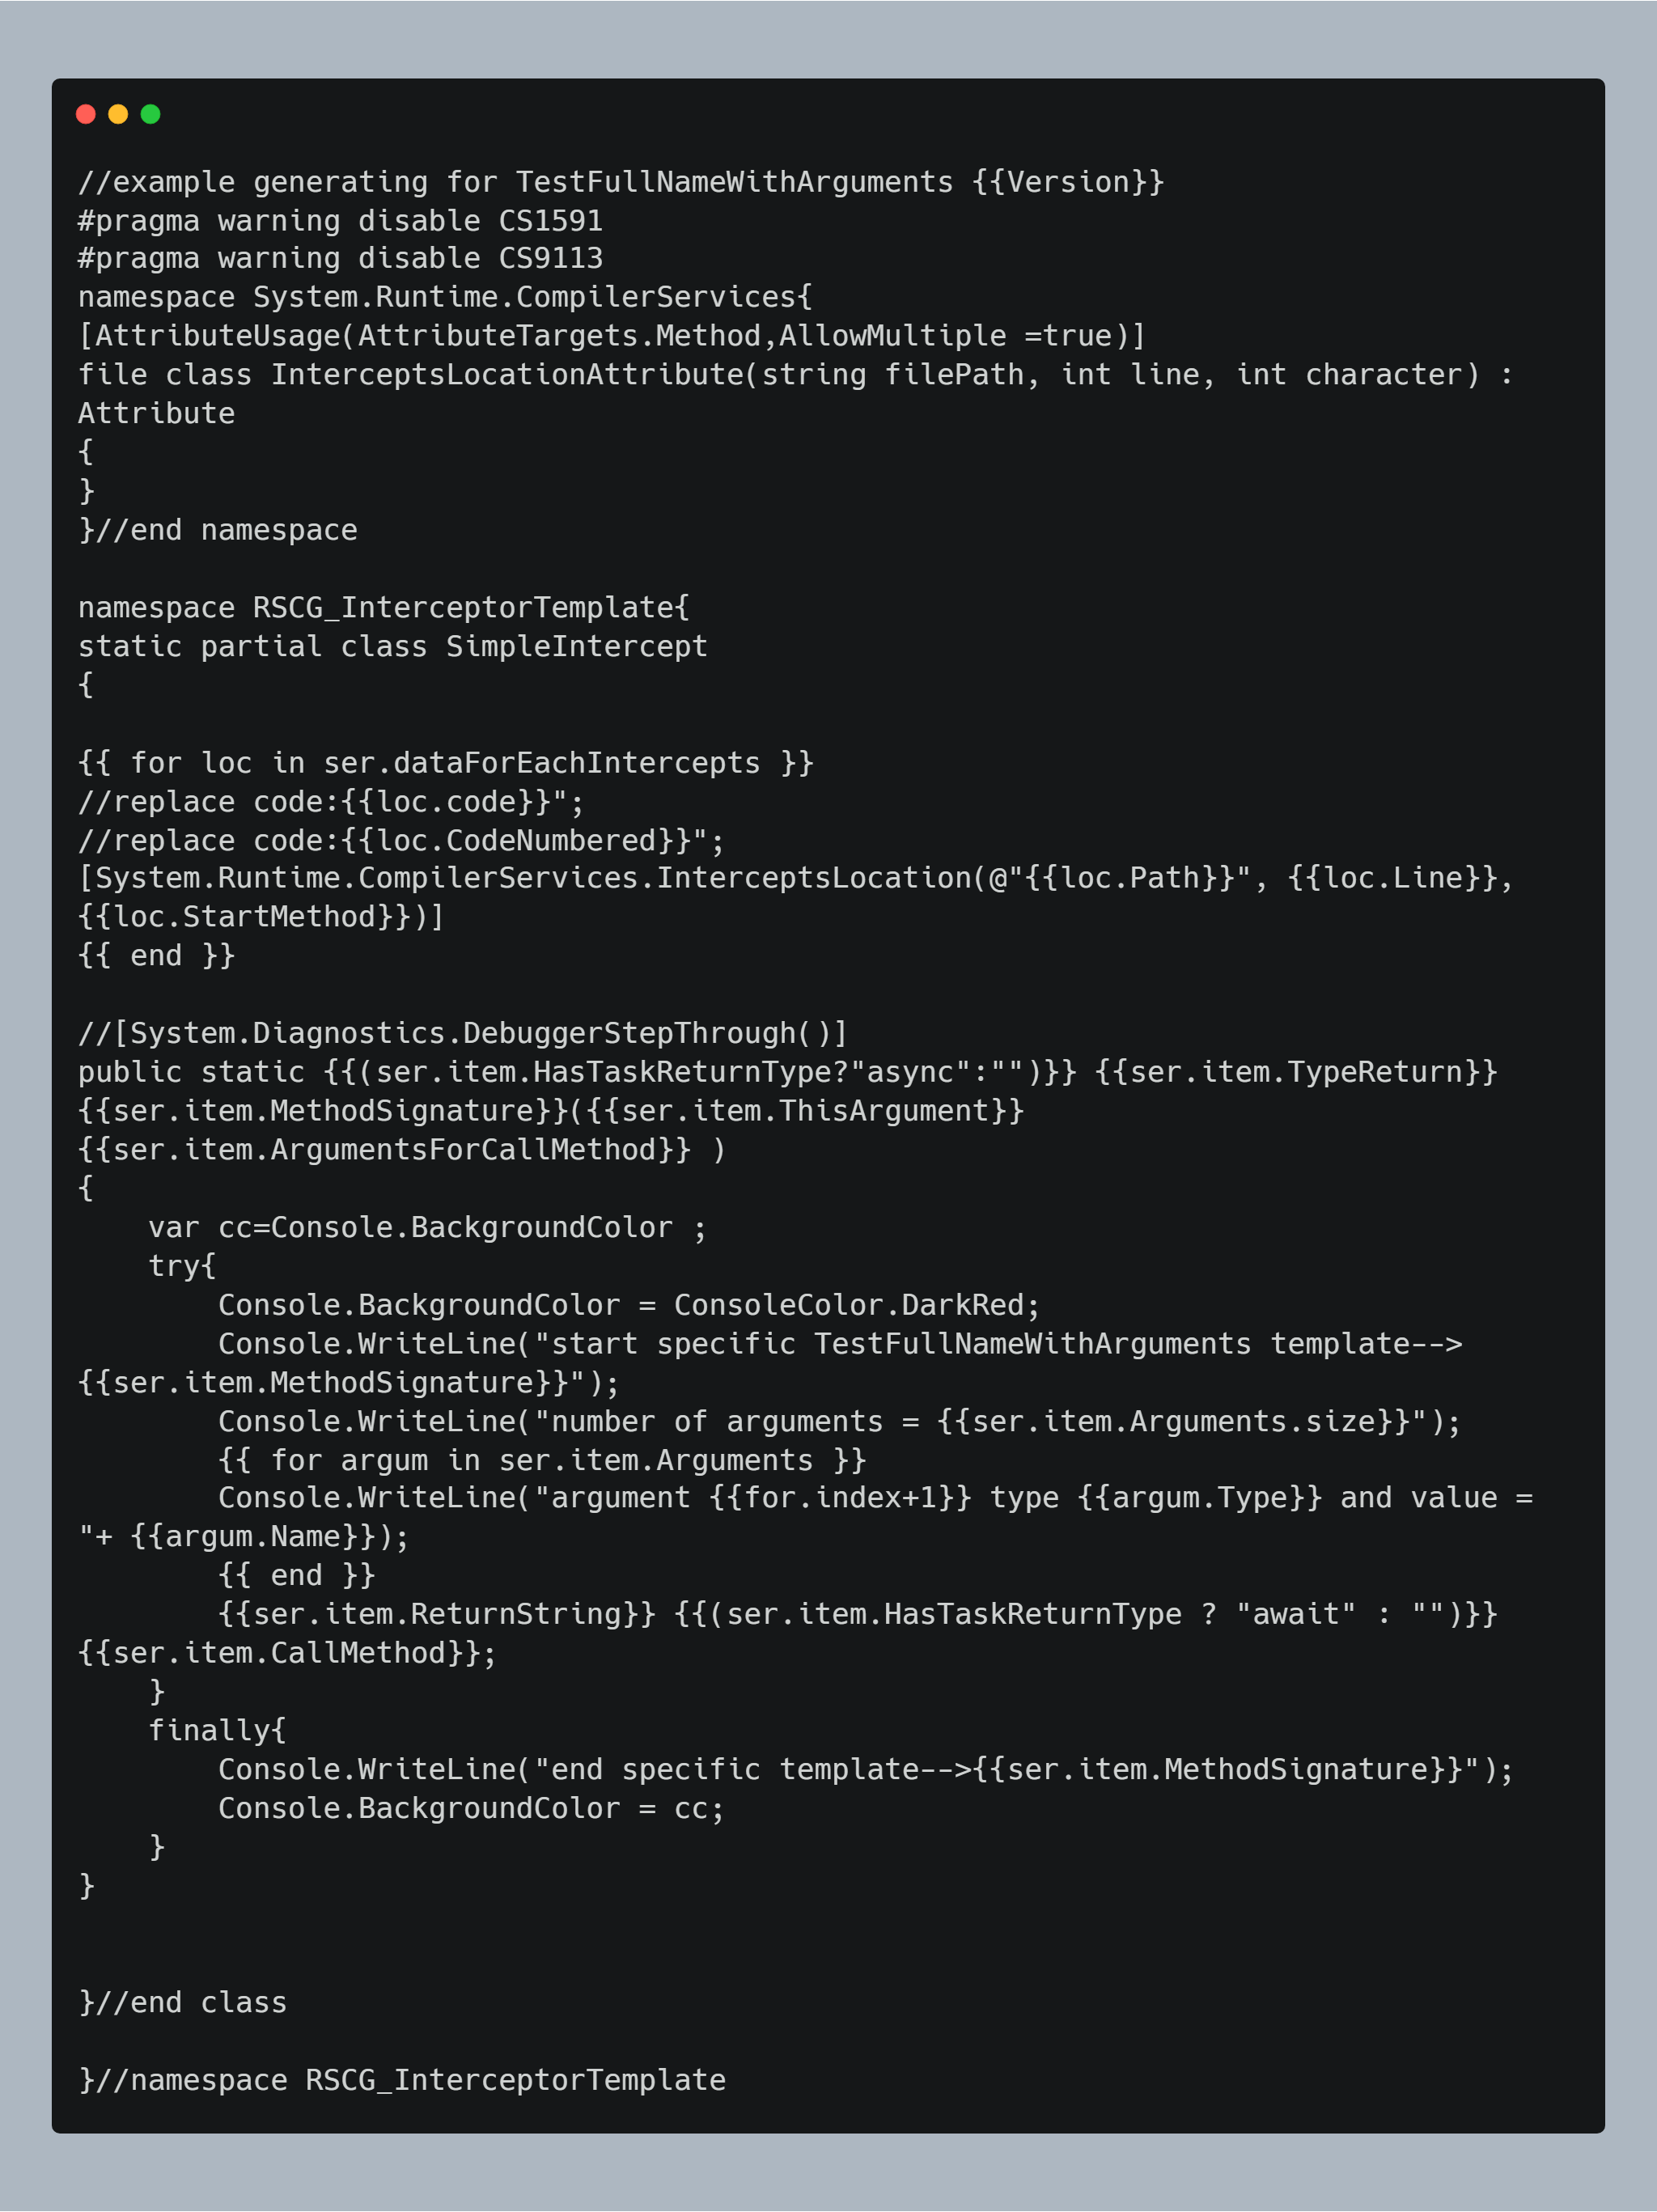 //example generating for TestFullNameWithArguments {{Version}}
#pragma warning disable CS1591
#pragma warning disable CS9113
namespace System.Runtime.CompilerServices{
[AttributeUsage(AttributeTargets.Method,AllowMultiple =true)]
file class InterceptsLocationAttribute(string filePath, int line, int character) :
Attribute
{
}
}//end namespace

namespace RSCG_InterceptorTemplate{
static partial class SimpleIntercept
{

{{ for loc in ser.dataForEachIntercepts }}
//replace code:{{loc.code}}";
//replace code:{{loc.CodeNumbered}}";
[System.Runtime.CompilerServices.InterceptsLocation(@"{{loc.Path}}", {{loc.Line}},
{{loc.StartMethod}})]
{{ end }}

//[System.Diagnostics.DebuggerStepThrough()]
public static {{(ser.item.HasTaskReturnType?"async":"")}} {{ser.item.TypeReturn}}
{{ser.item.MethodSignature}}({{ser.item.ThisArgument}}
{{ser.item.ArgumentsForCallMethod}} )
{
    var cc=Console.BackgroundColor ;
    try{
        Console.BackgroundColor = ConsoleColor.DarkRed;
        Console.WriteLine("start specific TestFullNameWithArguments template-->
{{ser.item.MethodSignature}}");
        Console.WriteLine("number of arguments = {{ser.item.Arguments.size}}");
        {{ for argum in ser.item.Arguments }}
        Console.WriteLine("argument {{for.index+1}} type {{argum.Type}} and value =
"+ {{argum.Name}});
        {{ end }}
        {{ser.item.ReturnString}} {{(ser.item.HasTaskReturnType ? "await" : "")}}
{{ser.item.CallMethod}};
    }
    finally{
        Console.WriteLine("end specific template-->{{ser.item.MethodSignature}}");
        Console.BackgroundColor = cc;
    }
}


}//end class

}//namespace RSCG_InterceptorTemplate